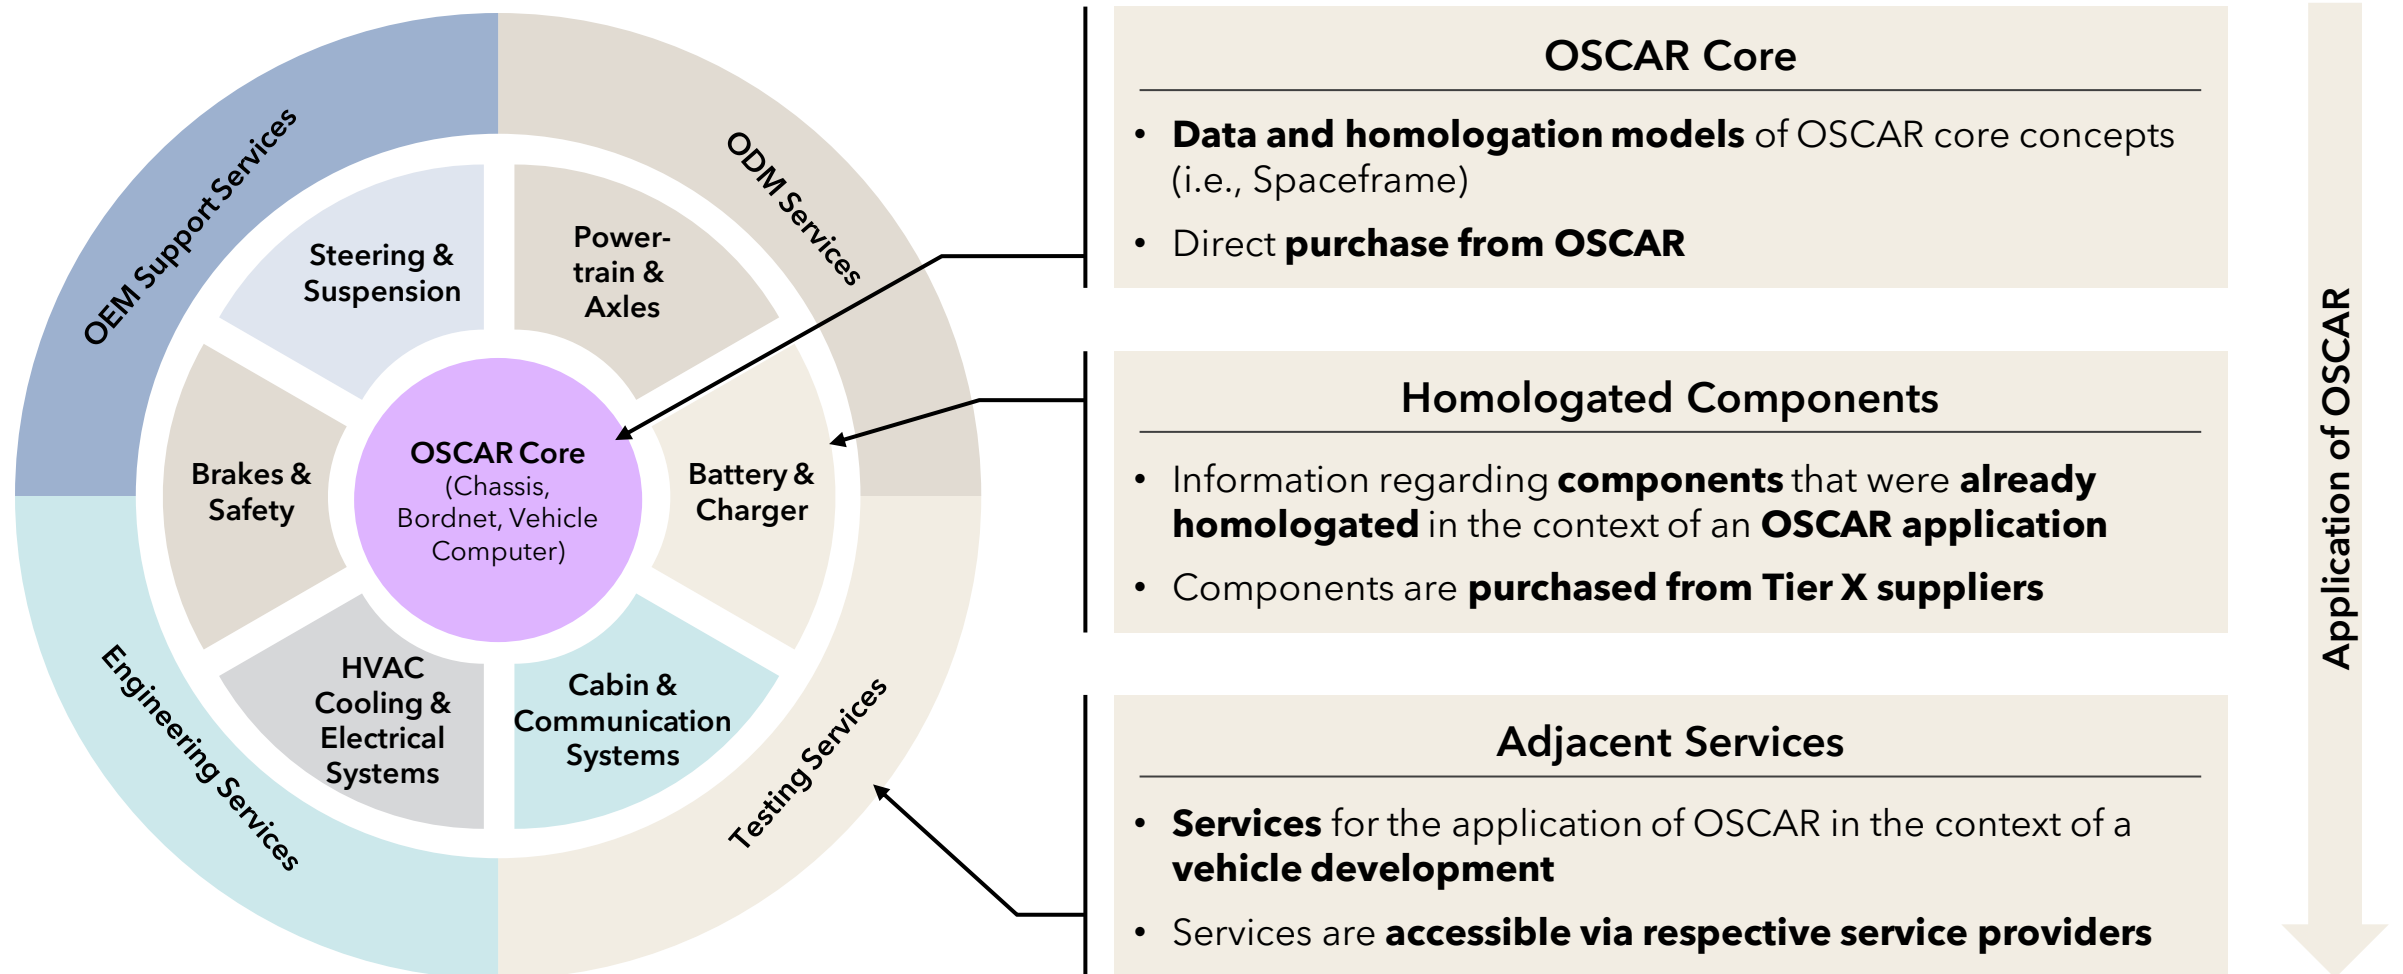 OEM Support Services
ODM Services
Steering &
Suspension
Power-
train &
Axles
Brakes &
Safety
OSCAR Core
(Chassis,
Bordnet, Vehicle
Computer)
Battery &
Charger
HVAC
Cooling &
Electrical
Systems
Cabin &
Communication
Systems
Engineering Services
Testing Services
OSCAR Core
• Data and homologation models of OSCAR core concepts
(i.e., Spaceframe)
• Direct purchase from OSCAR
Homologated Components
• Information regarding components that were already
homologated in the context of an OSCAR application
• Components are purchased from Tier X suppliers
Adjacent Services
• Services for the application of OSCAR in the context of a
vehicle development
• Services are accessible via respective service providers
Application of OSCAR